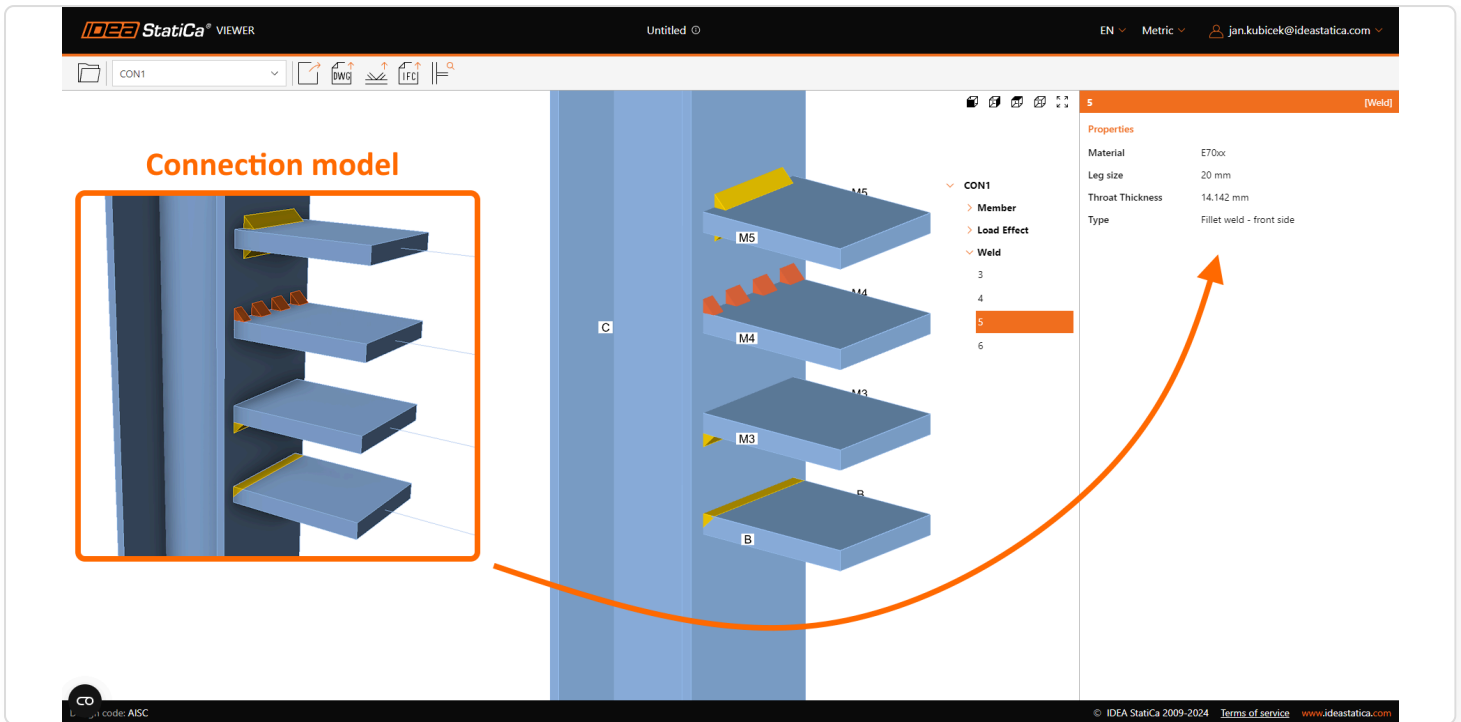 IDEA StatiCa® VIEWER
Untitled
EN
Metric
jan.kubicek@ideastatica.com
CON1
DWG
IFC
Connection model
5 [Weld]
Properties
Material E70xx
Leg size 20 mm
Throat Thickness 14.142 mm
Type Fillet weld - front side
CON1
Member
Load Effect
Weld
3
4
5
6
M5
M5
M4
C
M4
M3
M3
B
B
code: AISC
© IDEA StatiCa 2009-2024 Terms of service www.ideastatica.com